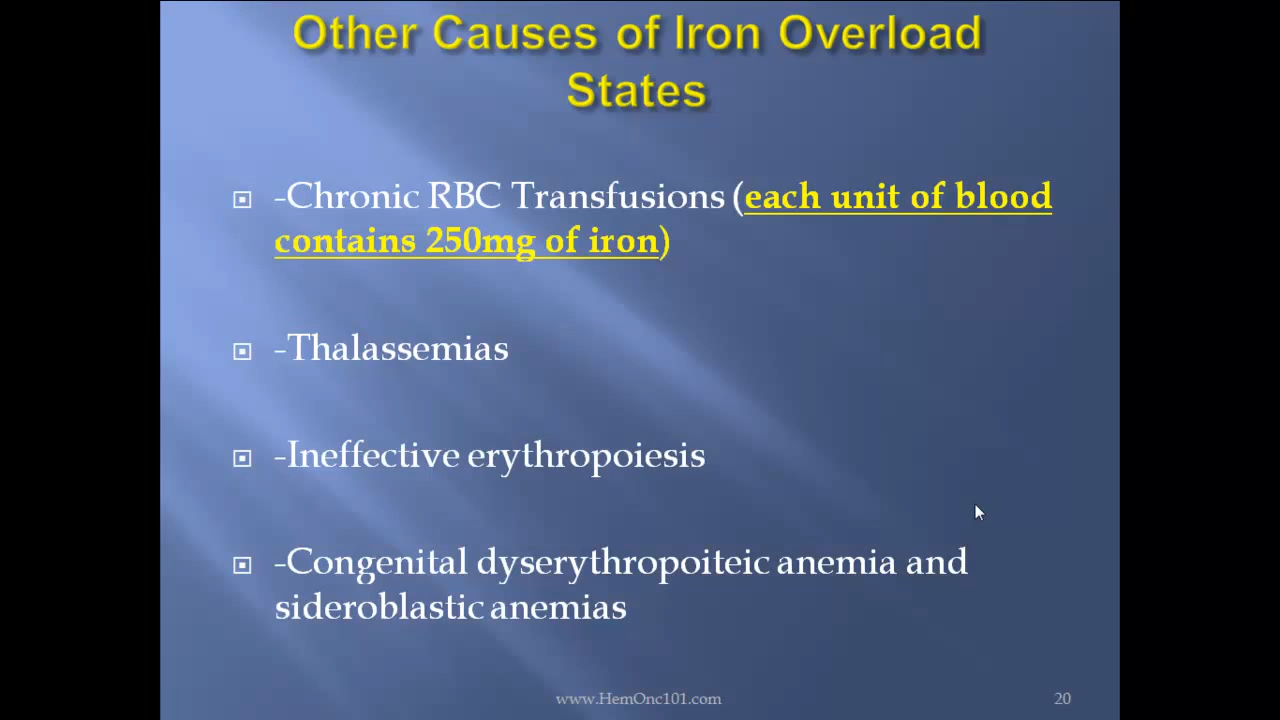 Other Causes of Iron Overload
States
-Chronic RBC Transfusions (each unit of blood
contains 250mg of iron)
-Thalassemias
-Ineffective erythropoiesis
-Congenital dyserythropoiteic anemia and
sideroblastic anemias
www.HemOnc101.com
20